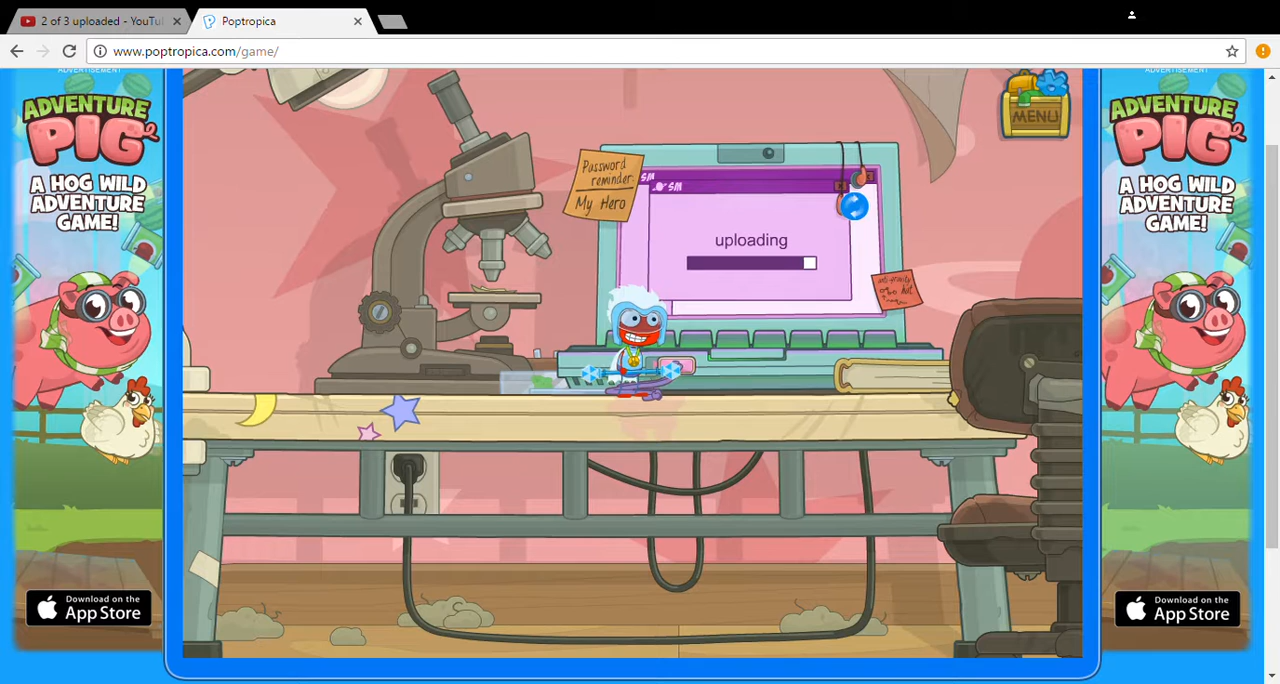 2 of 3 uploaded - YouTu
Poptropica
www.poptropica.com/game/
ADVERTISEMENT
ADVENTURE
PIG
A HOG WILD
ADVENTURE
GAME!
Download on the
App Store
MENU
Password
reminder:
My Hero
SM
SM
uploading
ADVERTISEMENT
ADVENTURE
PIG
A HOG WILD
ADVENTURE
GAME!
Download on the
App Store